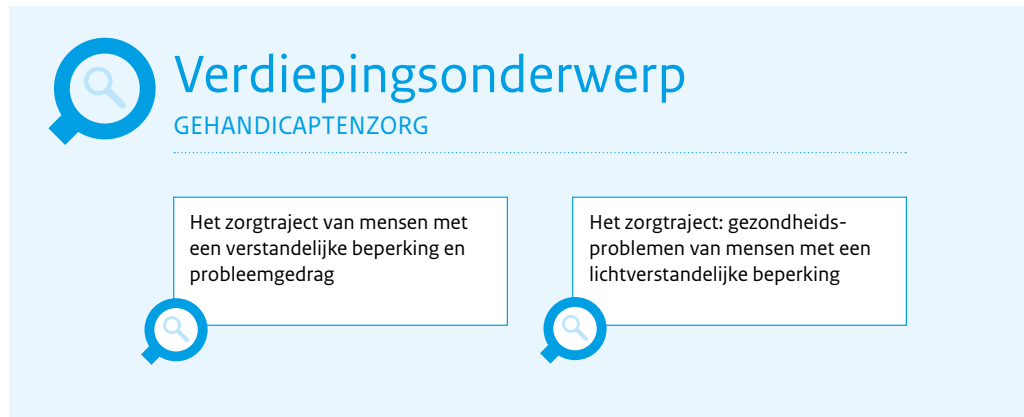 Verdiepingsonderwerp
GEHANDICAPTENZORG
Het zorgtraject van mensen met
een verstandelijke beperking en
probleemgedrag
Het zorgtraject: gezondheids-
problemen van mensen met een
lichtverstandelijke beperking